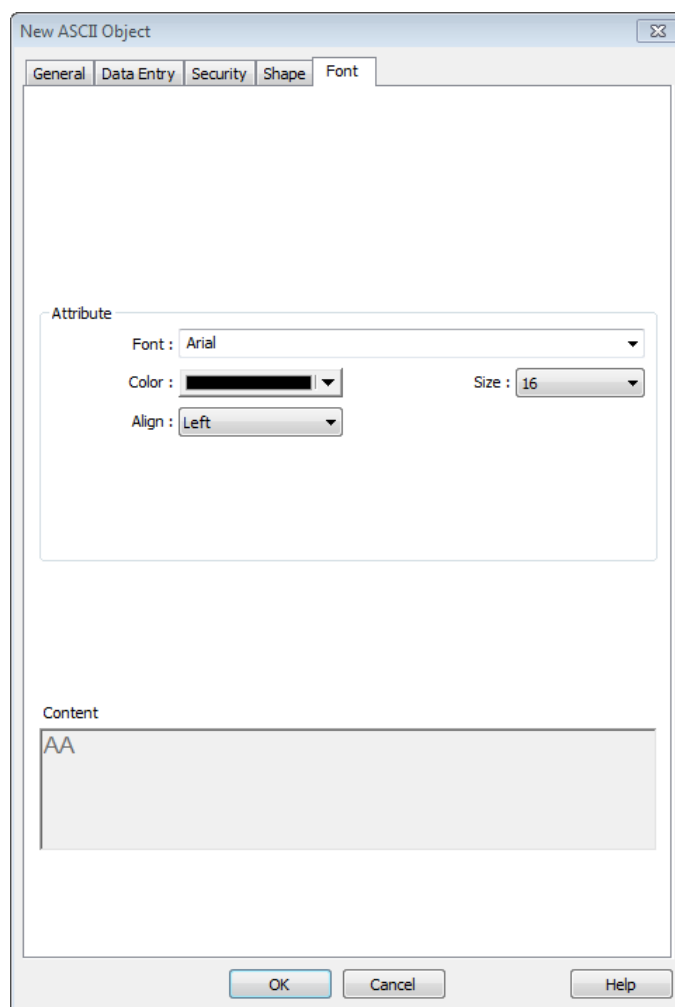 New ASCII Object
General Data Entry Security Shape Font
Attribute
Font : Arial
Color : Size : 16
Align : Left
Content
AA
OK Cancel Help